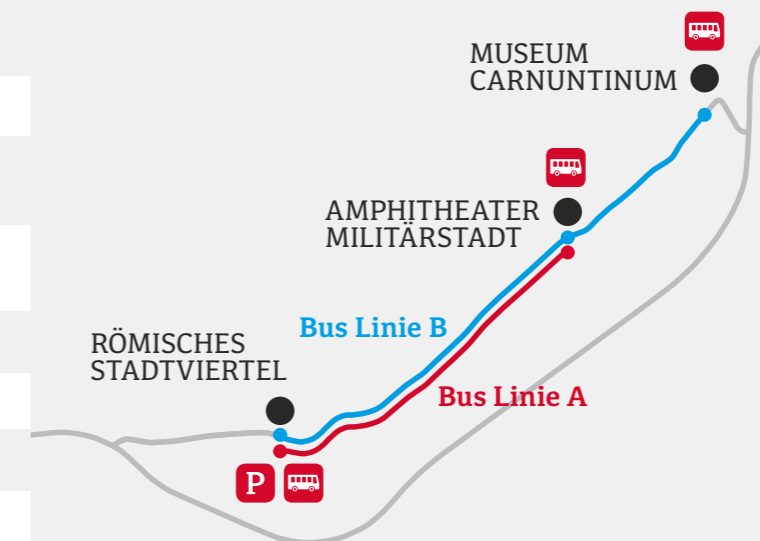 MUSEUM
CARNUNTINUM
AMPHITHEATER
MILITÄRSTADT
Bus Linie B
RÖMISCHES
STADTVIERTEL
Bus Linie A
P